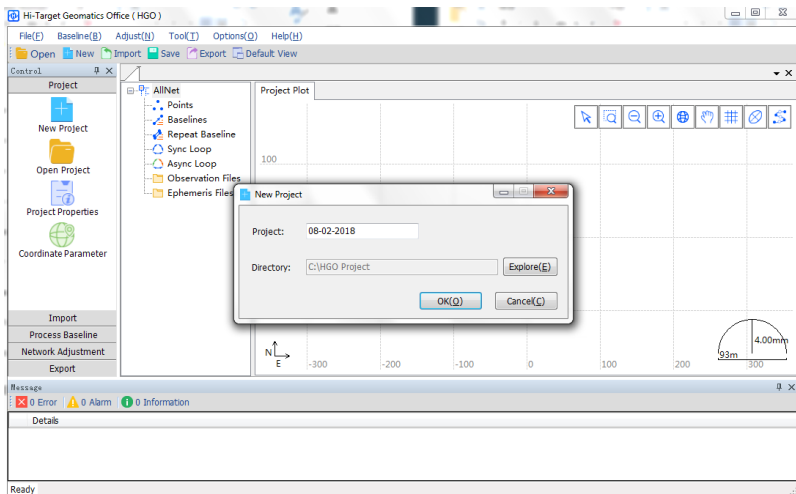 Hi-Target Geomatics Office ( HGO )
File(F) Baseline(B) Adjust(N) Tool(T) Options(O) Help(H)
Open New Import Save Export Default View
Control
Project
New Project
Open Project
Project Properties
Coordinate Parameter
Import
Process Baseline
Network Adjustment
Export
AllNet
Points
Baselines
Repeat Baseline
Sync Loop
Async Loop
Observation Files
Ephemeris Files
Project Plot
100
New Project
Project: 08-02-2018
Directory: C:\HGO Project Explore(E)
OK(O) Cancel(C)
N
E
-300 -200 -100 0 100 200 300
4.00mm
93m
Message
0 Error 0 Alarm 0 Information
Details
Ready